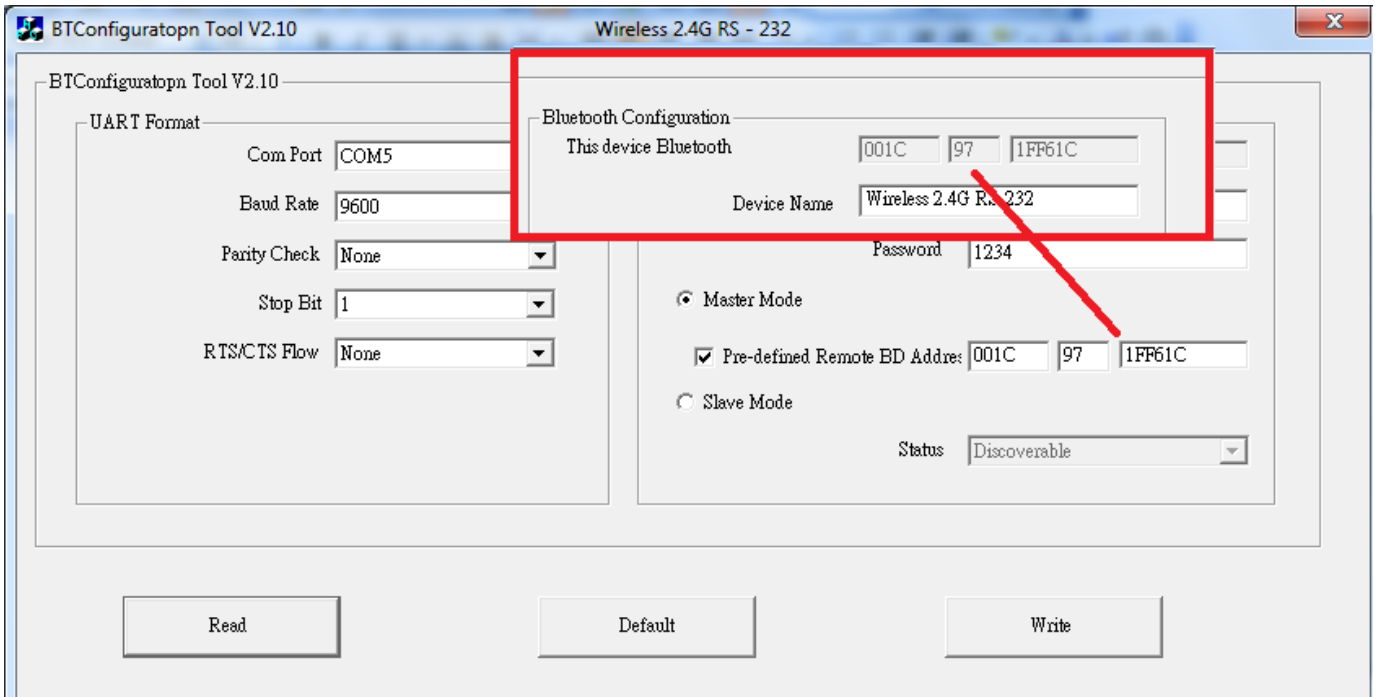 BTConfiguratopn Tool V2.10 Wireless 2.4G RS - 232
BTConfiguratopn Tool V2.10
UART Format
Com Port COM5
Baud Rate 9600
Parity Check None
Stop Bit 1
RTS/CTS Flow None
Bluetooth Configuration
This device Bluetooth 001C 97 1FF61C
Device Name Wireless 2.4G RS-232
Password 1234
Master Mode
Pre-defined Remote BD Addres 001C 97 1FF61C
Slave Mode
Status Discoverable
Read Default Write